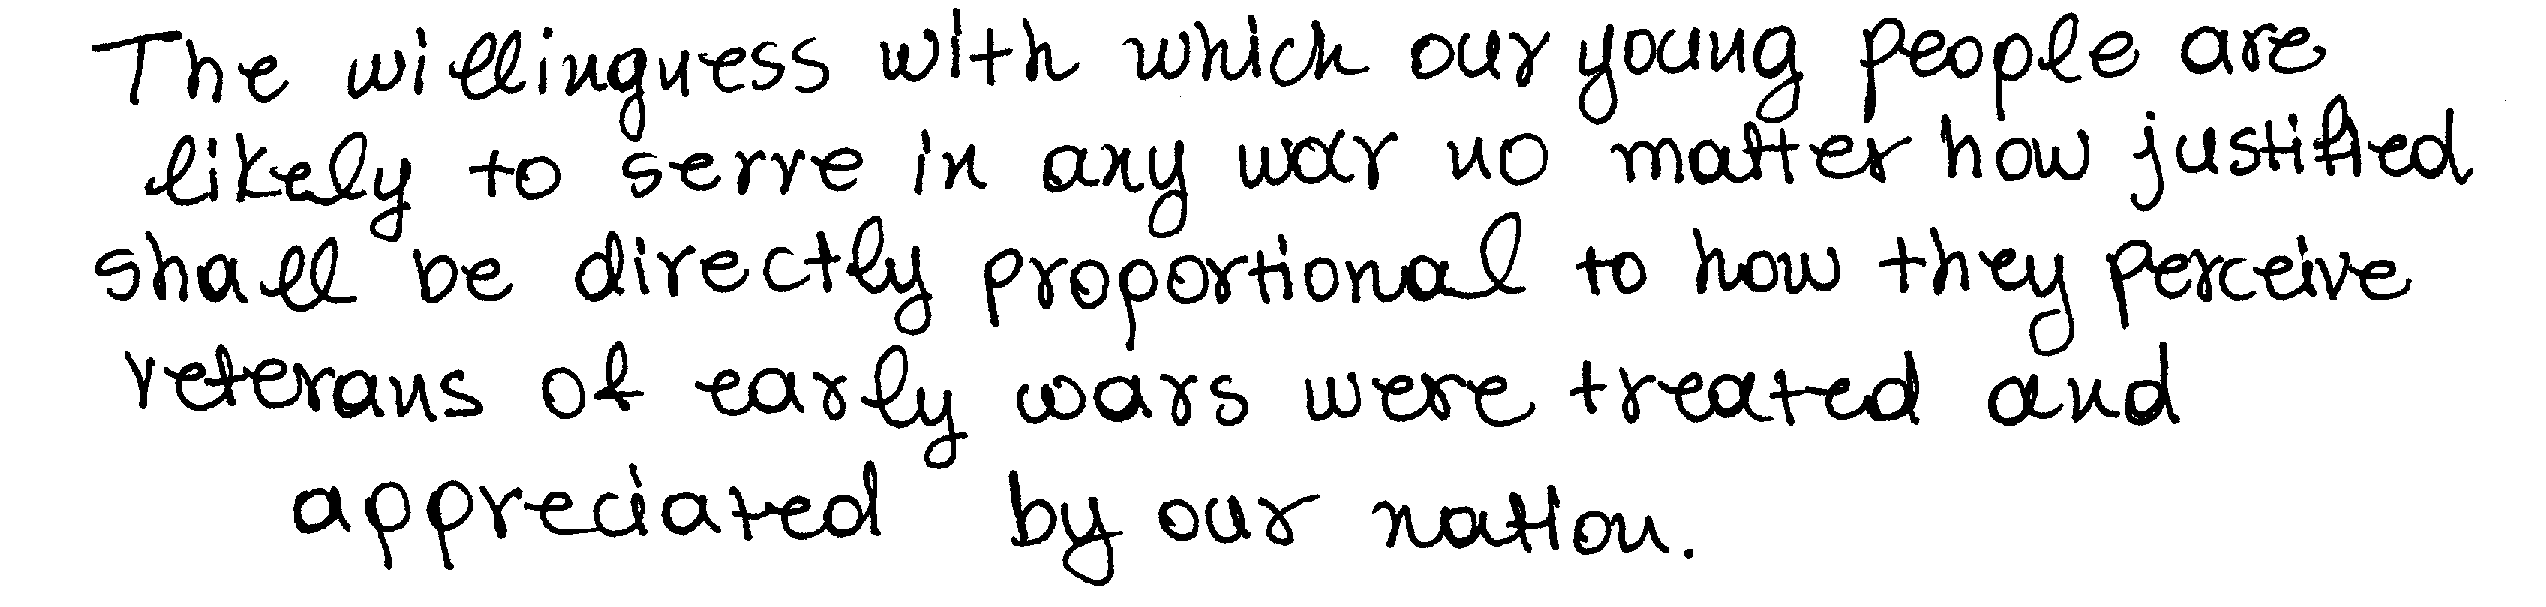 The willingness with which our young people are
likely to serve in any war no matter how justified
shall be directly proportional to how they perceive
veterans of early wars were treated and
appreciated by our nation.